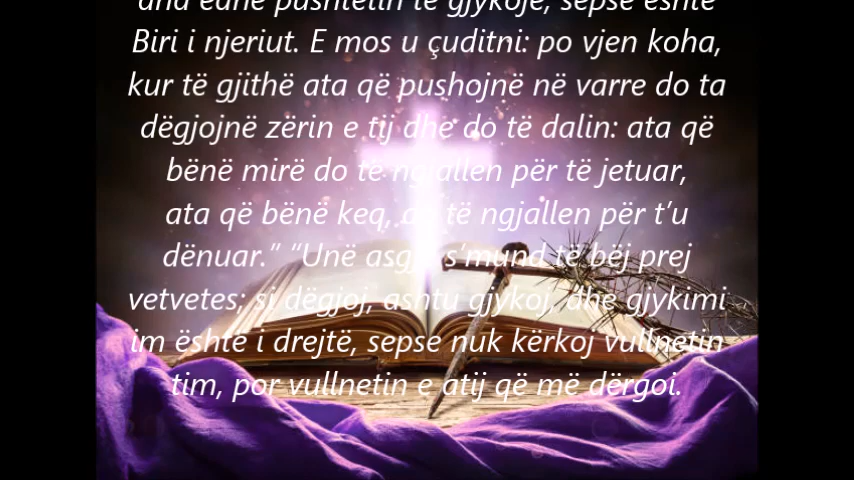 dha edhe pushtetin të gjykojë, sepse është
Biri i njeriut. E mos u çuditni: po vjen koha,
kur të gjithë ata që pushojnë në varre do ta
dëgjojnë zërin e tij dhe do të dalin: ata që
bënë mirë do të ngjallen për të jetuar,
ata që bënë keq, do të ngjallen për t’u
dënuar.” “Unë asgjë s’mund të bëj prej
vetvetes; si dëgjoj, ashtu gjykoj, dhe gjykimi
im është i drejtë, sepse nuk kërkoj vullnetin
tim, por vullnetin e atij që më dërgoi.